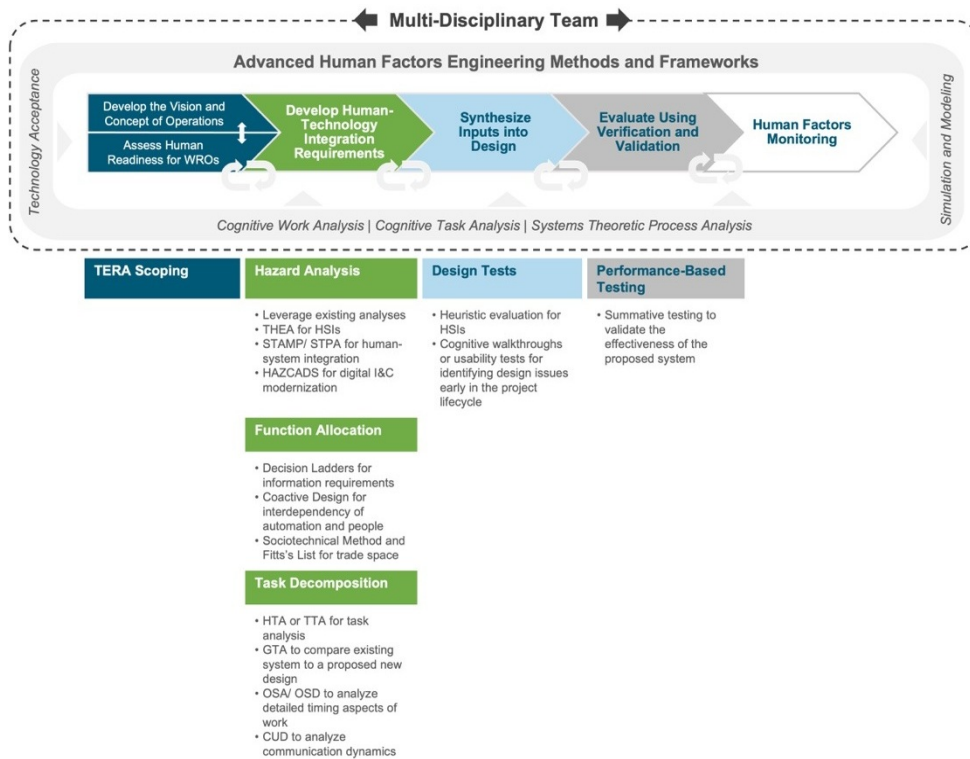 Multi-Disciplinary Team
Advanced Human Factors Engineering Methods and Frameworks
Technology Acceptance
Develop the Vision and
Concept of Operations
Assess Human
Readiness for WROs
Develop Human-
Technology
Integration
Requirements
Synthesize
Inputs into
Design
Evaluate Using
Verification and
Validation
Human Factors
Monitoring
Simulation and Modeling
Cognitive Work Analysis | Cognitive Task Analysis | Systems Theoretic Process Analysis
TERA Scoping
Hazard Analysis
• Leverage existing analyses
• THEA for HSIs
• STAMP/ STPA for human-
system integration
• HAZCADS for digital I&C
modernization
Function Allocation
• Decision Ladders for
information requirements
• Coactive Design for
interdependency of
automation and people
• Sociotechnical Method and
Fitts's List for trade space
Task Decomposition
• HTA or TTA for task
analysis
• GTA to compare existing
system to a proposed new
design
• OSA/ OSD to analyze
detailed timing aspects of
work
• CUD to analyze
communication dynamics
Design Tests
• Heuristic evaluation for
HSIs
• Cognitive walkthroughs
or usability tests for
identifying design issues
early in the project
lifecycle
Performance-Based
Testing
• Summative testing to
validate the
effectiveness of the
proposed system